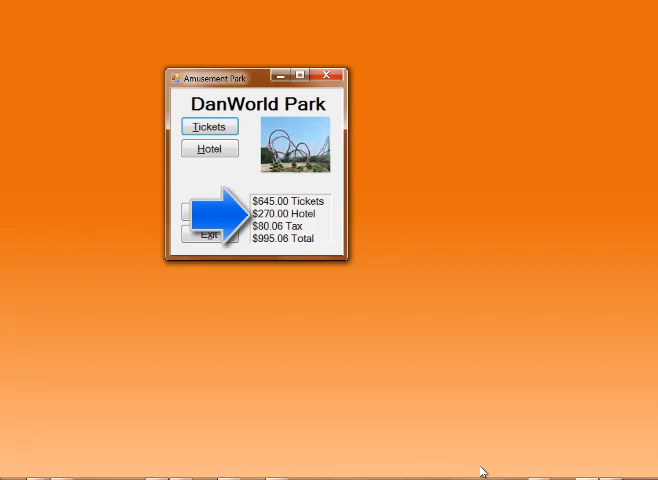 Amusement Park
DanWorld Park
Tickets
Hotel
$645.00 Tickets
$270.00 Hotel
$80.06 Tax
$995.06 Total
Exit